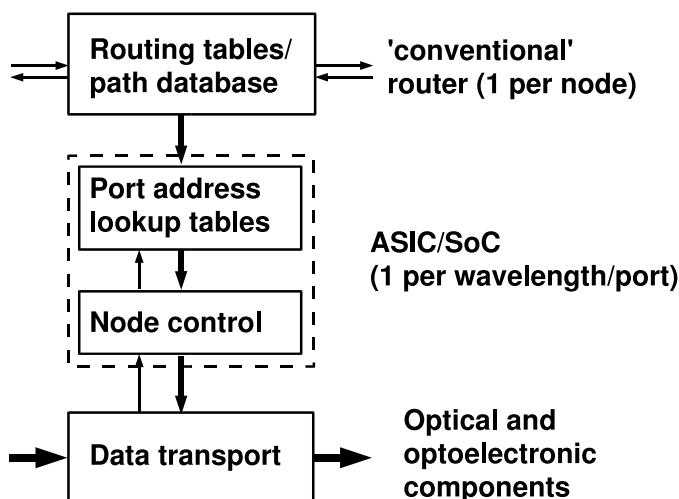 Routing tables/
path database
'conventional'
router (1 per node)
Port address
lookup tables
ASIC/SoC
(1 per wavelength/port)
Node control
Data transport
Optical and
optoelectronic
components